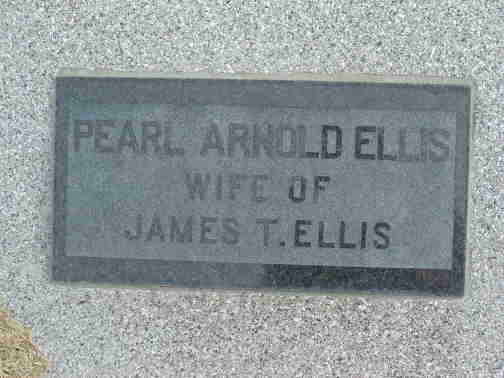 PEARL ARNOLD ELLIS
WIFE OF
JAMES T. ELLIS